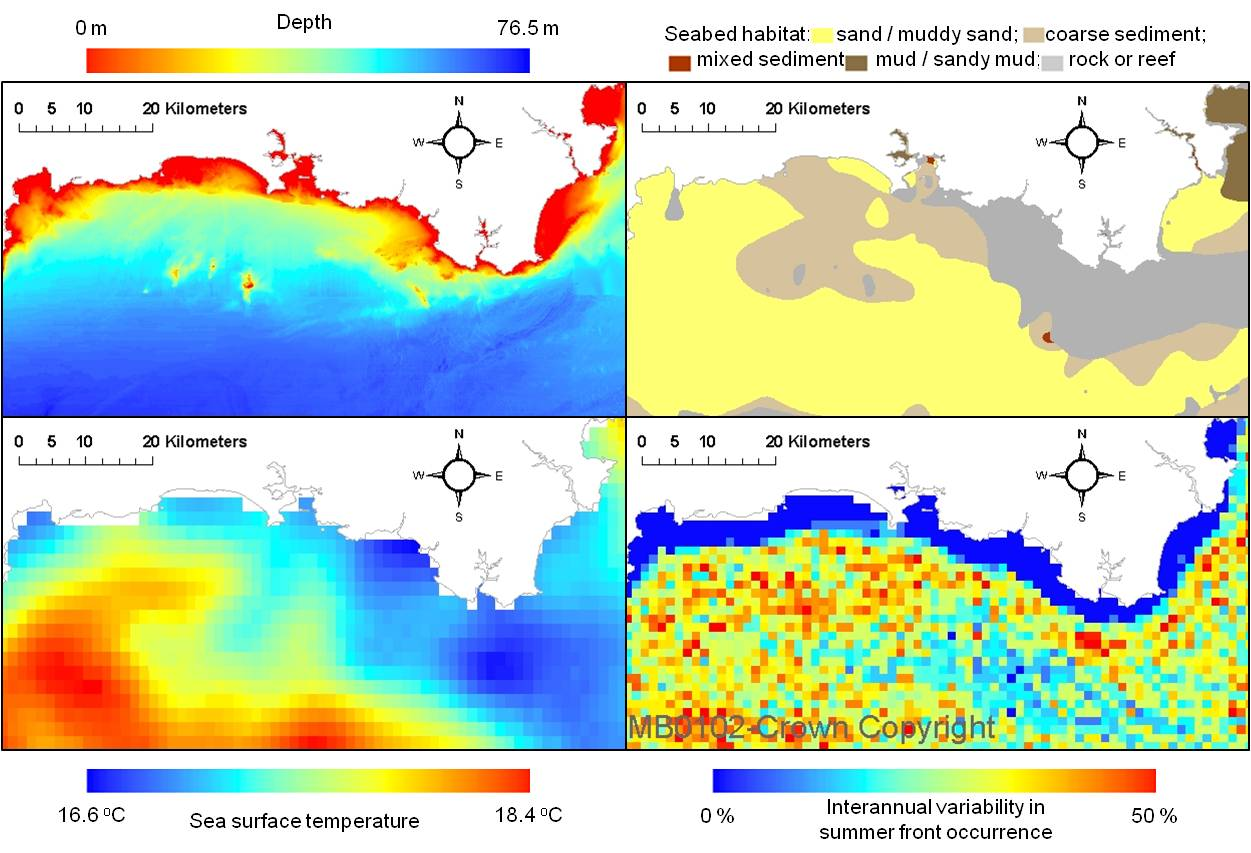 Depth
0 m 76.5 m
Seabed habitat: sand / muddy sand; coarse sediment;
mixed sediment mud / sandy mud; rock or reef
0 5 10 20 Kilometers
N
W E
S
0 5 10 20 Kilometers
N
W E
S
0 5 10 20 Kilometers
N
W E
S
0 5 10 20 Kilometers
N
W E
S
MB0102-Crown Copyright
16.6 ºC Sea surface temperature 18.4 ºC
0 % Interannual variability in 50 %
summer front occurrence